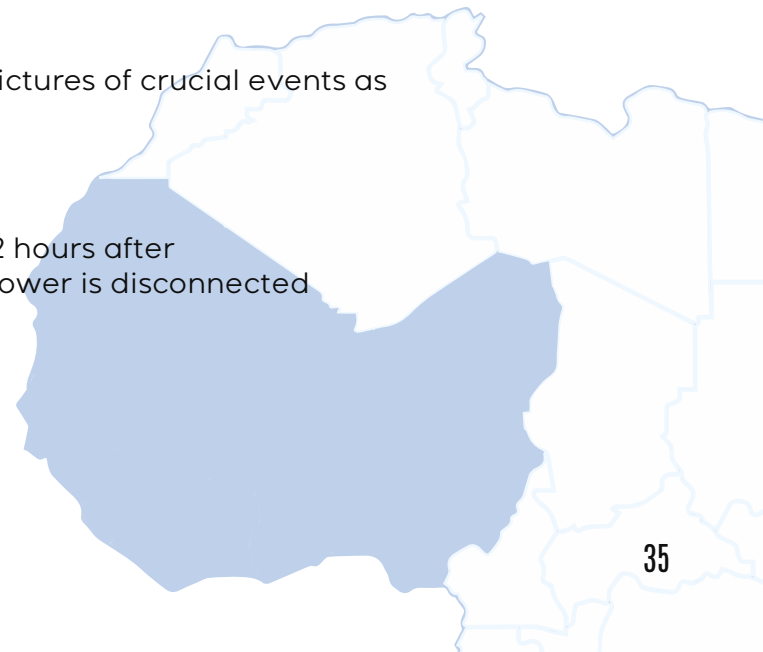 ictures of crucial events as
2 hours after
ower is disconnected
35